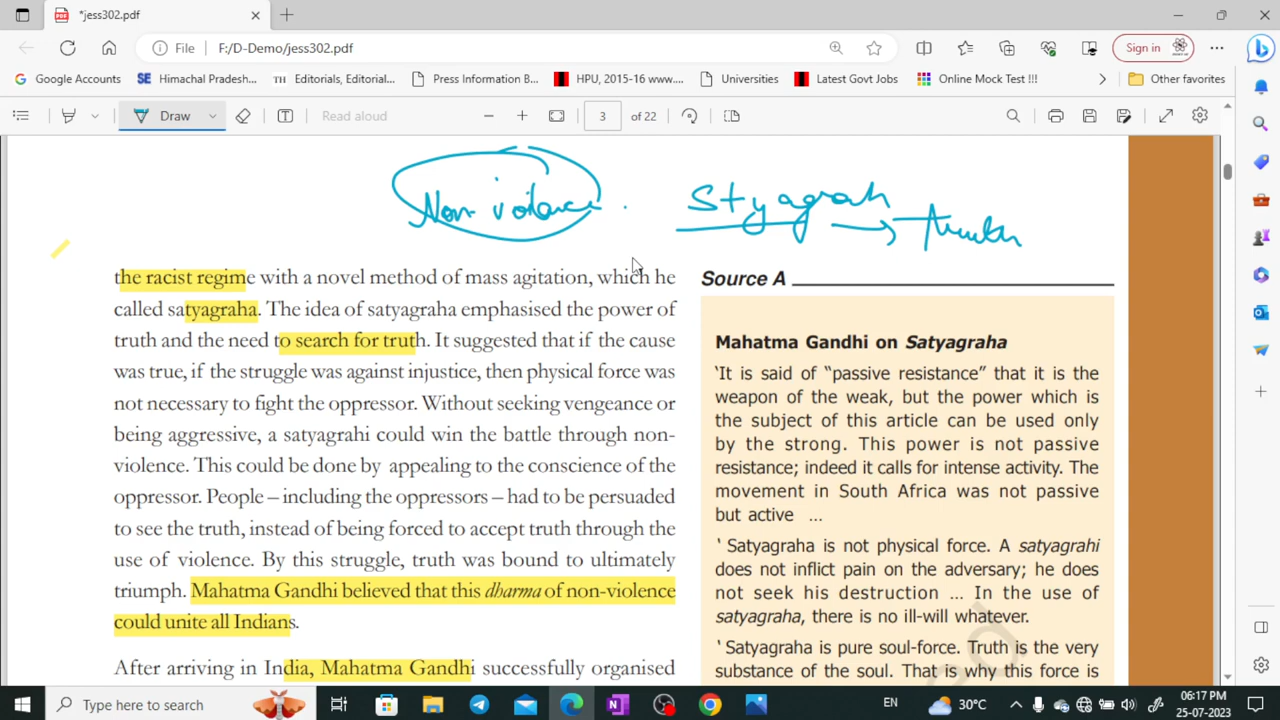 *jess302.pdf
File F:/D-Demo/jess302.pdf Sign in
Google Accounts SE Himachal Pradesh... TH Editorials, Editorial... Press Information B... HPU, 2015-16 www.... Universities Latest Govt Jobs Online Mock Test !!! Other favorites
Draw Read aloud 3 of 22
Non violence. Styagrah → Truth
the racist regime with a novel method of mass agitation, which he
called satyagraha. The idea of satyagraha emphasised the power of
truth and the need to search for truth. It suggested that if the cause
was true, if the struggle was against injustice, then physical force was
not necessary to fight the oppressor. Without seeking vengeance or
being aggressive, a satyagrahi could win the battle through non-
violence. This could be done by appealing to the conscience of the
oppressor. People – including the oppressors – had to be persuaded
to see the truth, instead of being forced to accept truth through the
use of violence. By this struggle, truth was bound to ultimately
triumph. Mahatma Gandhi believed that this dharma of non-violence
could unite all Indians.
After arriving in India, Mahatma Gandhi successfully organised
Source A
Mahatma Gandhi on Satyagraha
‘It is said of “passive resistance” that it is the
weapon of the weak, but the power which is
the subject of this article can be used only
by the strong. This power is not passive
resistance; indeed it calls for intense activity. The
movement in South Africa was not passive
but active ...
‘ Satyagraha is not physical force. A satyagrahi
does not inflict pain on the adversary; he does
not seek his destruction ... In the use of
satyagraha, there is no ill-will whatever.
‘ Satyagraha is pure soul-force. Truth is the very
substance of the soul. That is why this force is
Type here to search 30°C EN 06:17 PM
25-07-2023